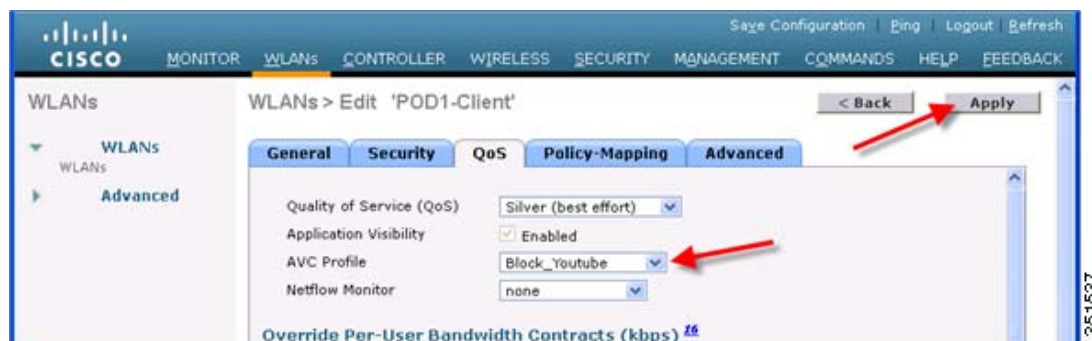 Save Configuration | Ping | Logout | Refresh
CISCO MONITOR WLANs CONTROLLER WIRELESS SECURITY MANAGEMENT COMMANDS HELP FEEDBACK
WLANs
WLANs > Edit 'POD1-Client'
< Back
Apply
WLANs
WLANs
Advanced
General Security QoS Policy-Mapping Advanced
Quality of Service (QoS) Silver (best effort)
Application Visibility Enabled
AVC Profile Block_Youtube
Netflow Monitor none
Override Per-User Bandwidth Contracts (kbps) 16
351537